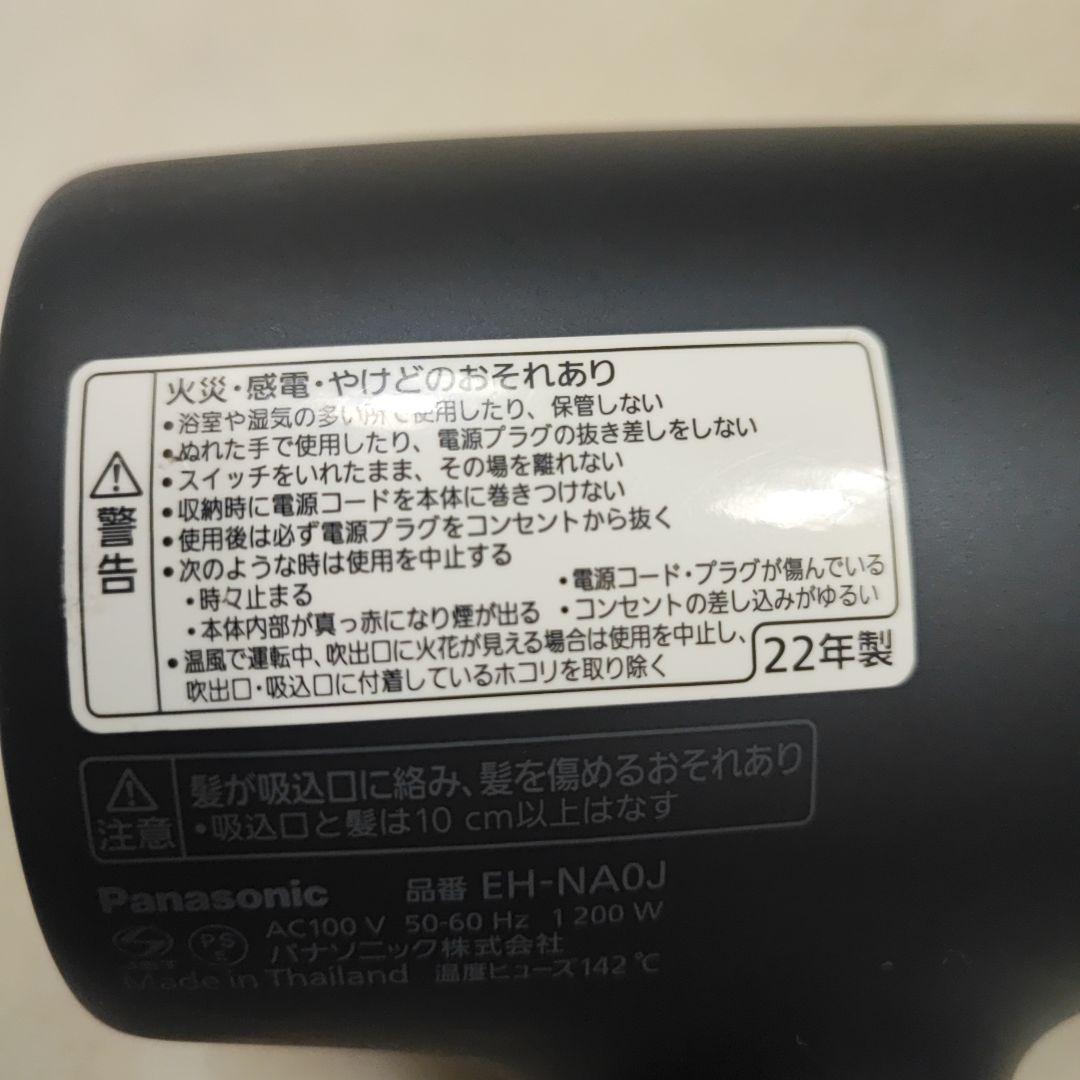 警告
火災・感電・やけどのおそれあり
・浴室や湿気の多い所で使用したり、保管しない
・ぬれた手で使用したり、電源プラグの抜き差しをしない
・スイッチをいれたまま、その場を離れない
・収納時に電源コードを本体に巻きつけない
・使用後は必ず電源プラグをコンセントから抜く
・次のような時は使用を中止する
・時々止まる
・本体内部が真っ赤になり煙が出る
・電源コード・プラグが傷んでいる
・コンセントの差し込みがゆるい
・温風で運転中、吹出口に火花が見える場合は使用を中止し、
吹出口・吸込口に付着しているホコリを取り除く
22年製
注意
髪が吸込口に絡み、髪を傷めるおそれあり
・吸込口と髪は10 cm以上はなす
Panasonic 品番 EH-NA0J
AC100 V 50-60 Hz 1 200 W
PS
E
パナソニック株式会社
Made in Thailand 温度ヒューズ142 ℃